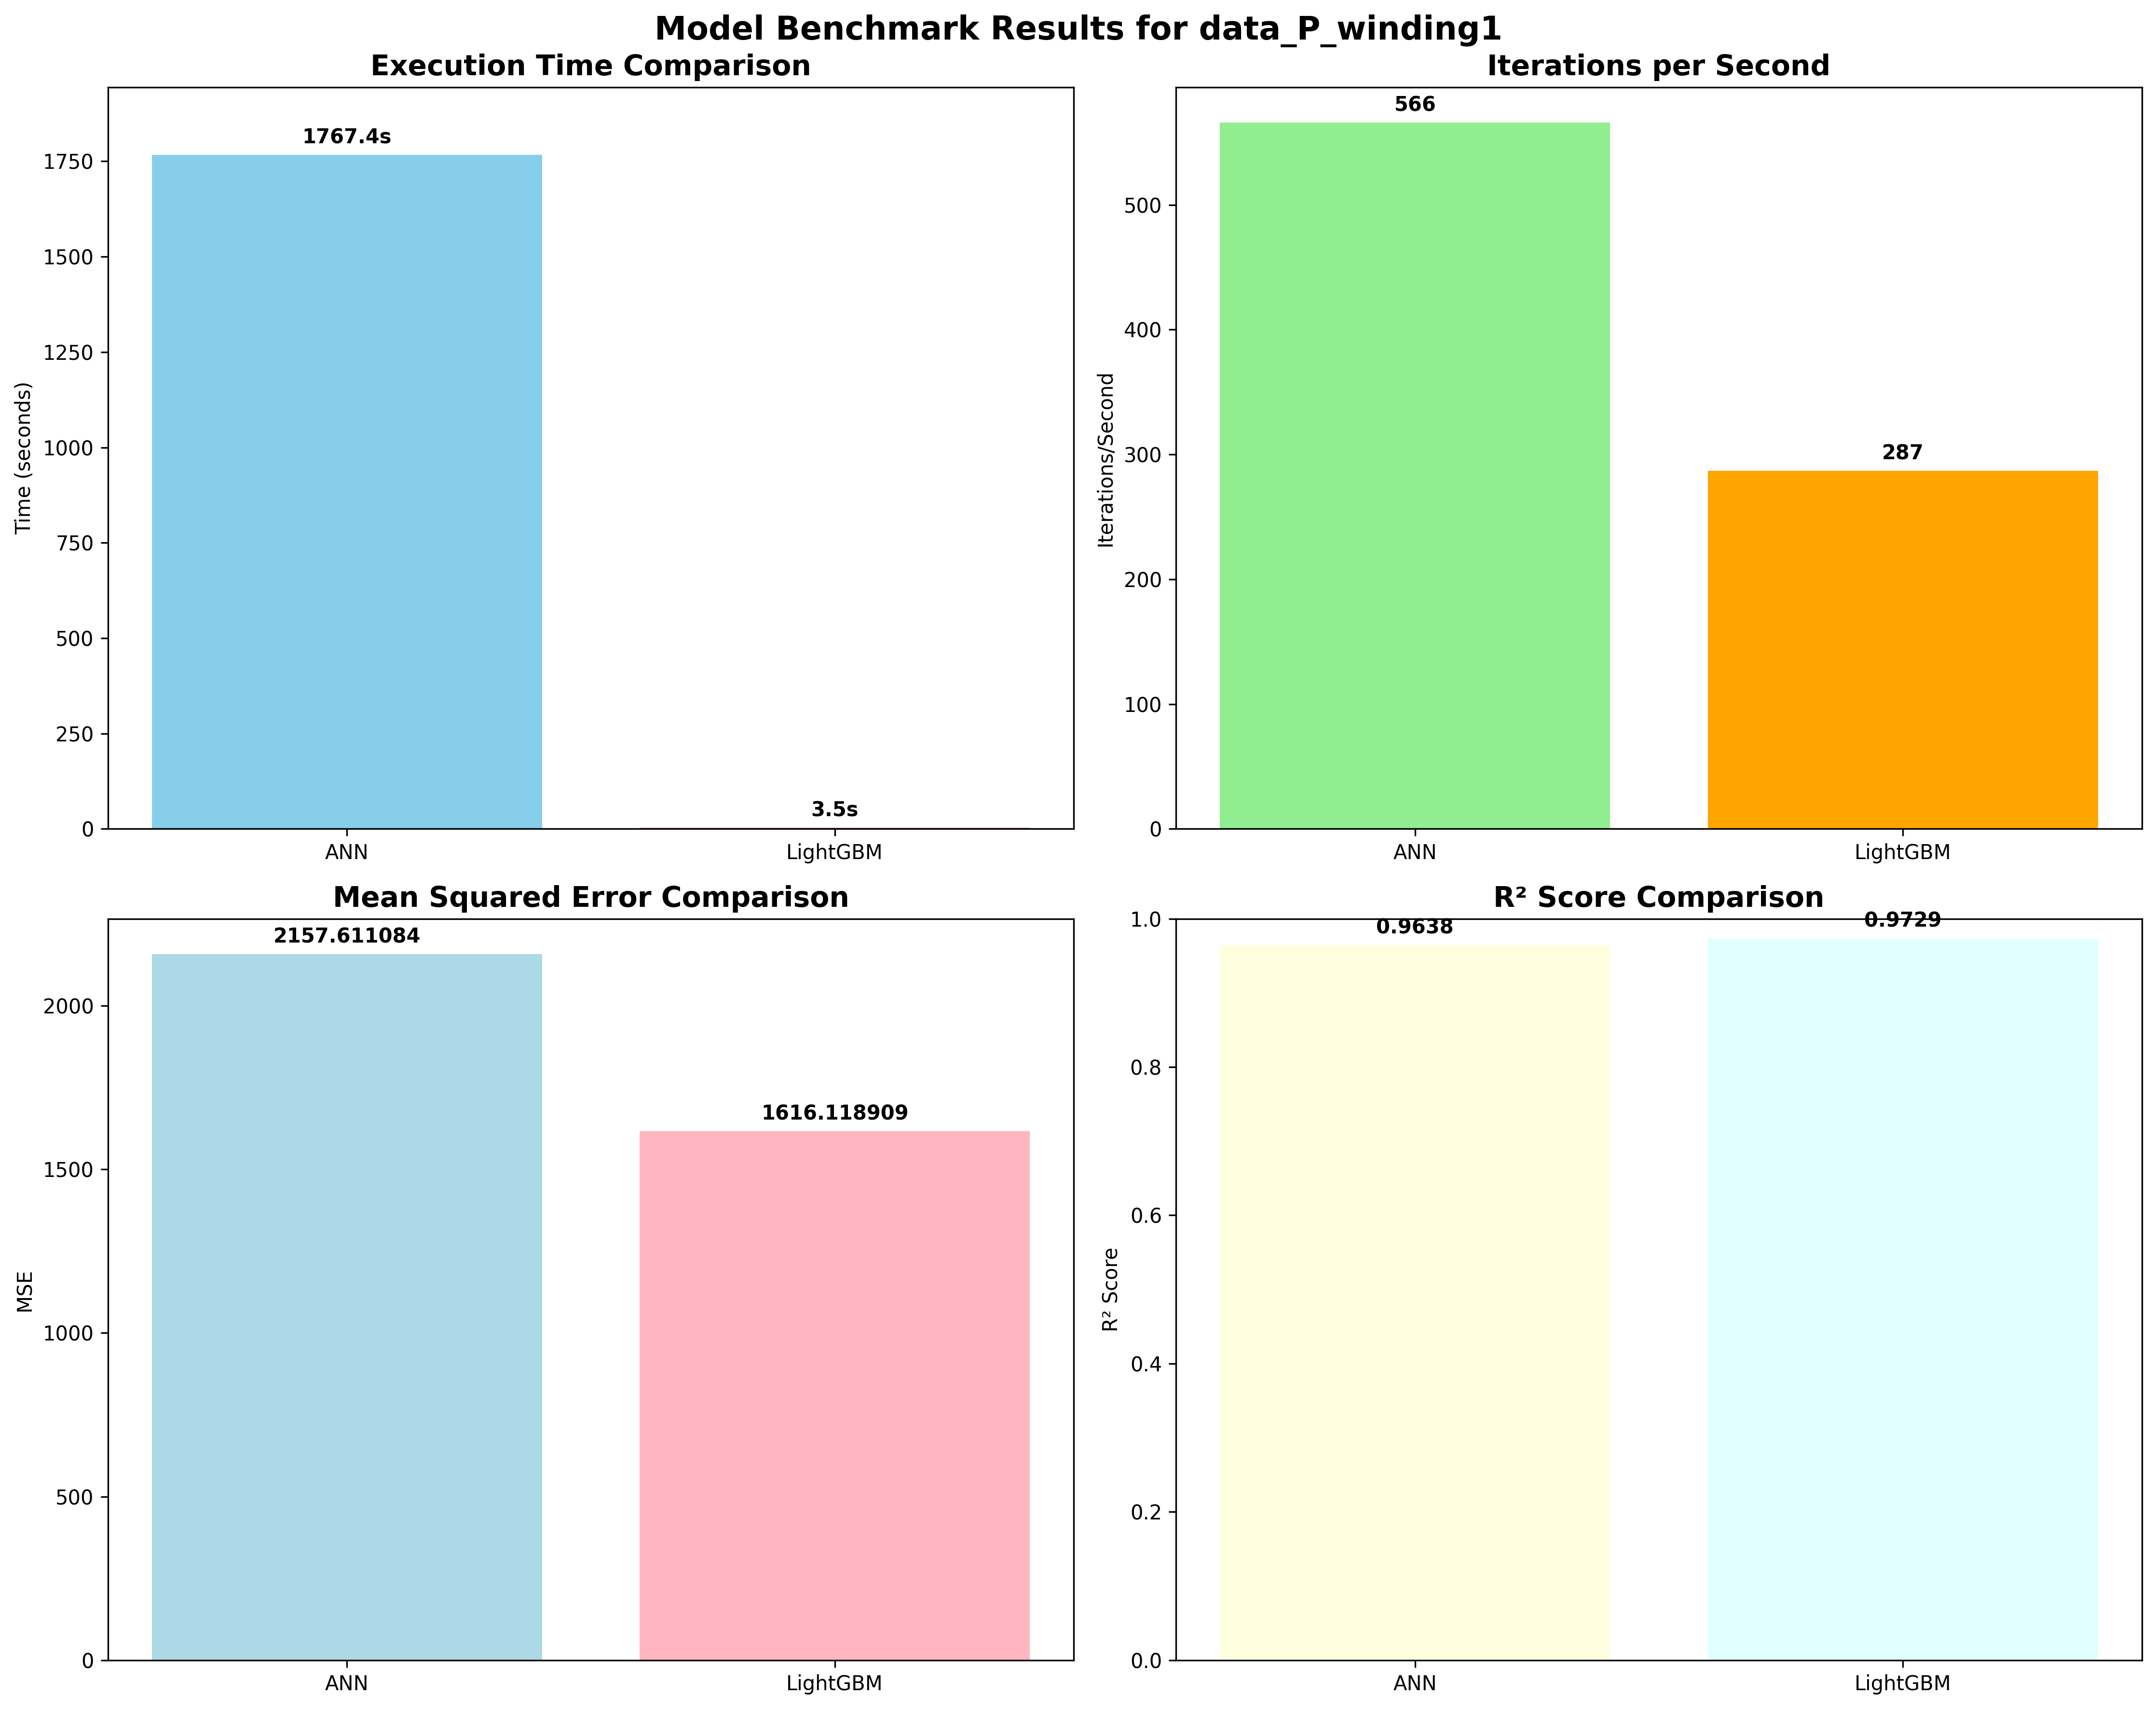 Model Benchmark Results for data_P_winding1
Execution Time Comparison
Time (seconds)
1750
1500
1250
1000
750
500
250
0
1767.4s
3.5s
ANN
LightGBM
Iterations per Second
Iterations/Second
500
400
300
200
100
0
566
287
ANN
LightGBM
Mean Squared Error Comparison
MSE
2000
1500
1000
500
0
2157.611084
1616.118909
ANN
LightGBM
R² Score Comparison
R² Score
1.0
0.8
0.6
0.4
0.2
0.0
0.9638
0.9729
ANN
LightGBM